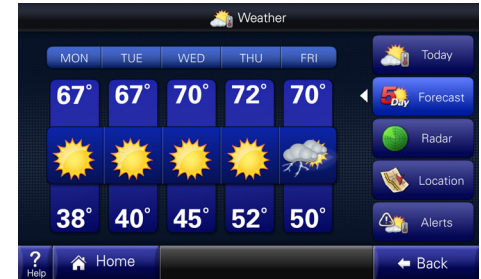 Weather
MON TUE WED THU FRI
67° 67° 70° 72° 70°
38° 40° 45° 52° 50°
Today
5 Day Forecast
Radar
Location
Alerts
? Help
Home
Back